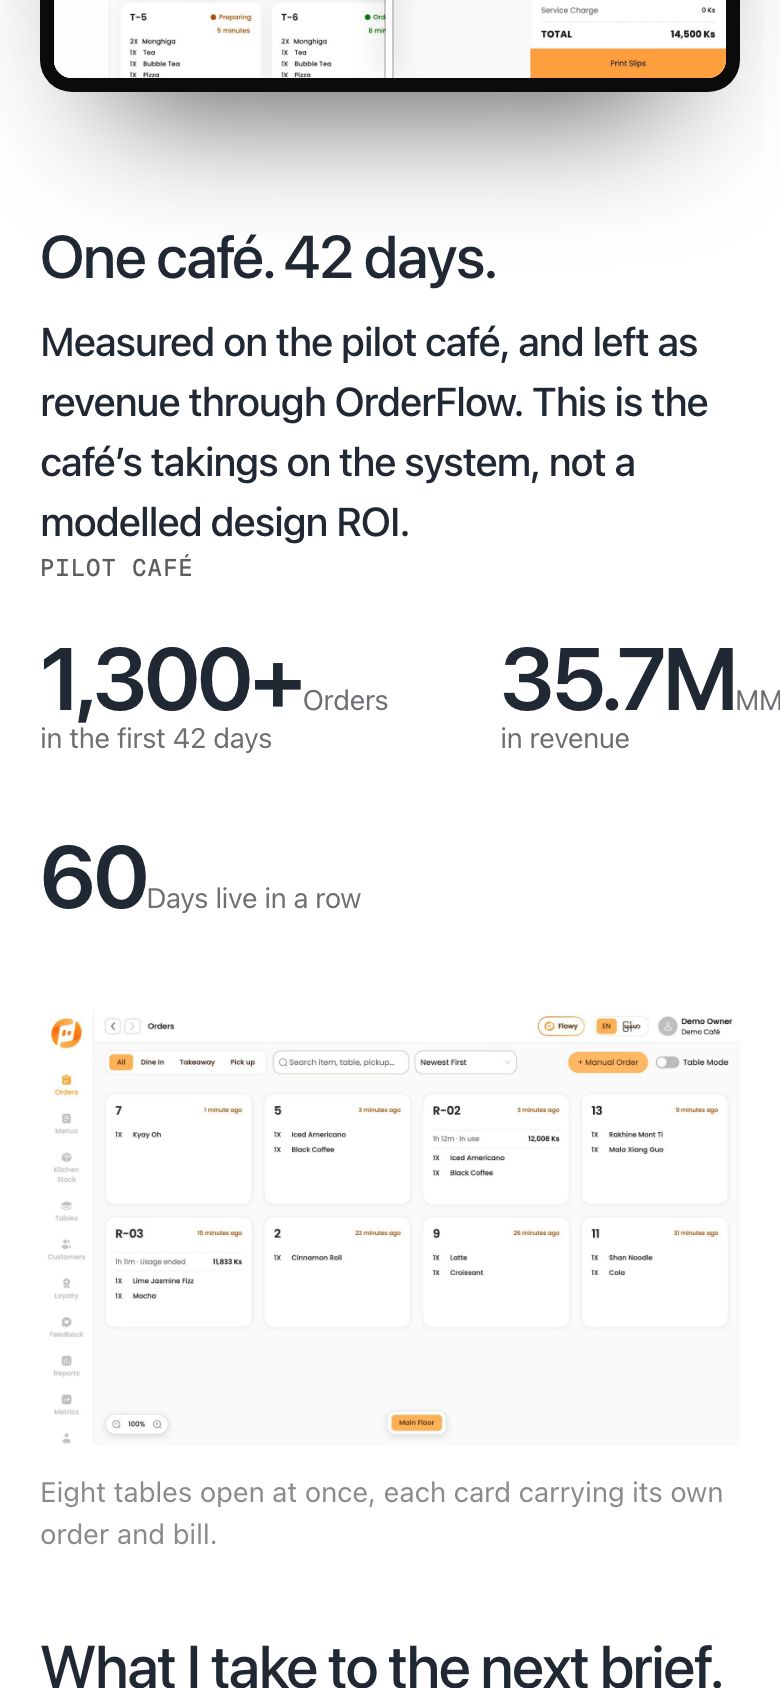 T-5
Preparing
5 minutes
2X Monghiga
1X Tea
1X Bubble Tea
1X Pizza
T-6
8
2X Monghiga
1X Tea
1X Bubble Tea
1X Pizza
Service Charge 0 Ks
TOTAL 14,500 Ks
Print Slips
One café. 42 days.
Measured on the pilot café, and left as
revenue through OrderFlow. This is the
café’s takings on the system, not a
modelled design ROI.
PILOT CAFÉ
1,300+ Orders
in the first 42 days
35.7M MM
in revenue
60 Days live in a row
Orders
Flowy
EN
Demo Owner
Demo Café
All
Dine In
Takeaway
Pick up
Search item, table, pickup...
Newest First
+ Manual Order
Table Mode
Orders
Menus
Kitchen
Stock
Tables
Customers
Loyalty
Feedback
Reports
Metrics
7
1 minute ago
1X Kyay Oh
5
3 minutes ago
1X Iced Americano
1X Black Coffee
R-02
3 minutes ago
1h 12m · In use 12,008 Ks
1X Iced Americano
1X Black Coffee
13
9 minutes ago
1X Rakhine Mont Ti
1X Mala Xiang Guo
R-03
15 minutes ago
1h 11m · Usage ended 11,833 Ks
1X Lime Jasmine Fizz
1X Mocha
2
22 minutes ago
1X Cinnamon Roll
9
26 minutes ago
1X Latte
1X Croissant
11
31 minutes ago
1X Shan Noodle
1X Cola
100%
Main Floor
Eight tables open at once, each card carrying its own
order and bill.
What I take to the next brief.